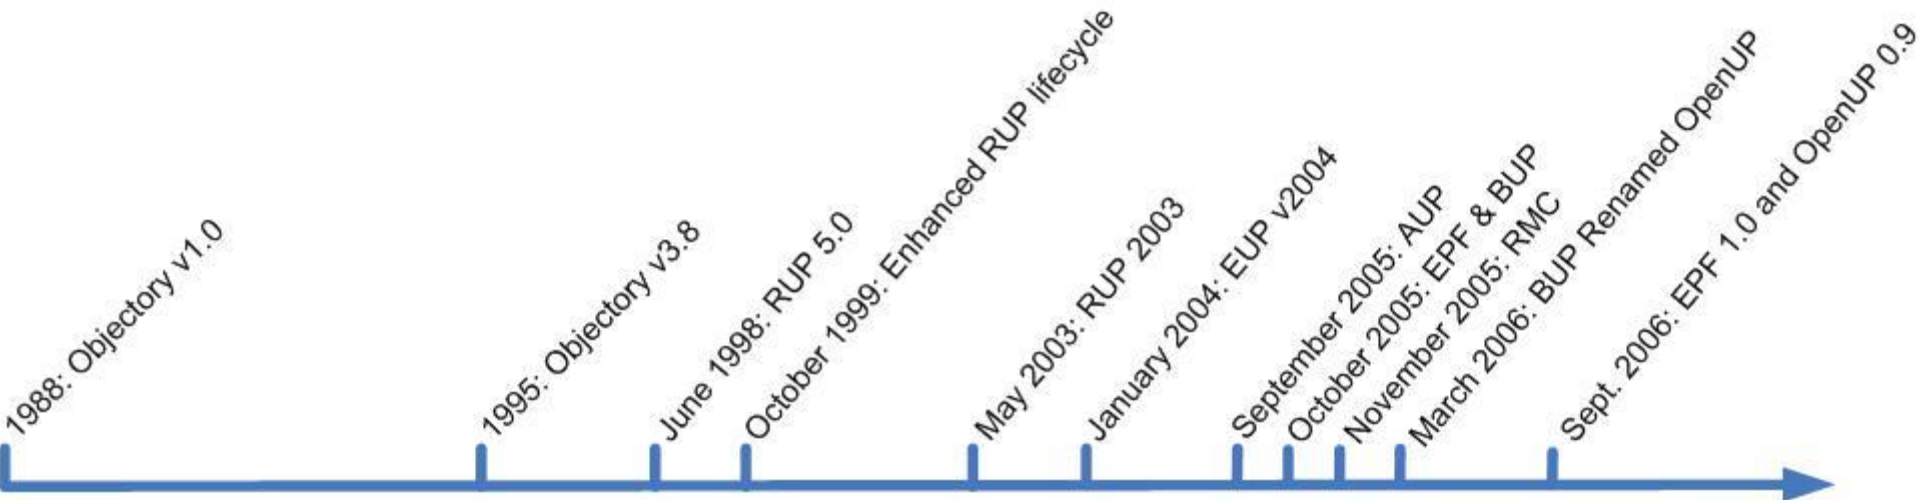 1988: Objectory v1.0
1995: Objectory v3.8
June 1998: RUP 5.0
October 1999: Enhanced RUP lifecycle
May 2003: RUP 2003
January 2004: EUP v2004
September 2005: AUP
October 2005: EPF & BUP
November 2005: RMC
March 2006: BUP Renamed OpenUP
Sept. 2006: EPF 1.0 and OpenUP 0.9